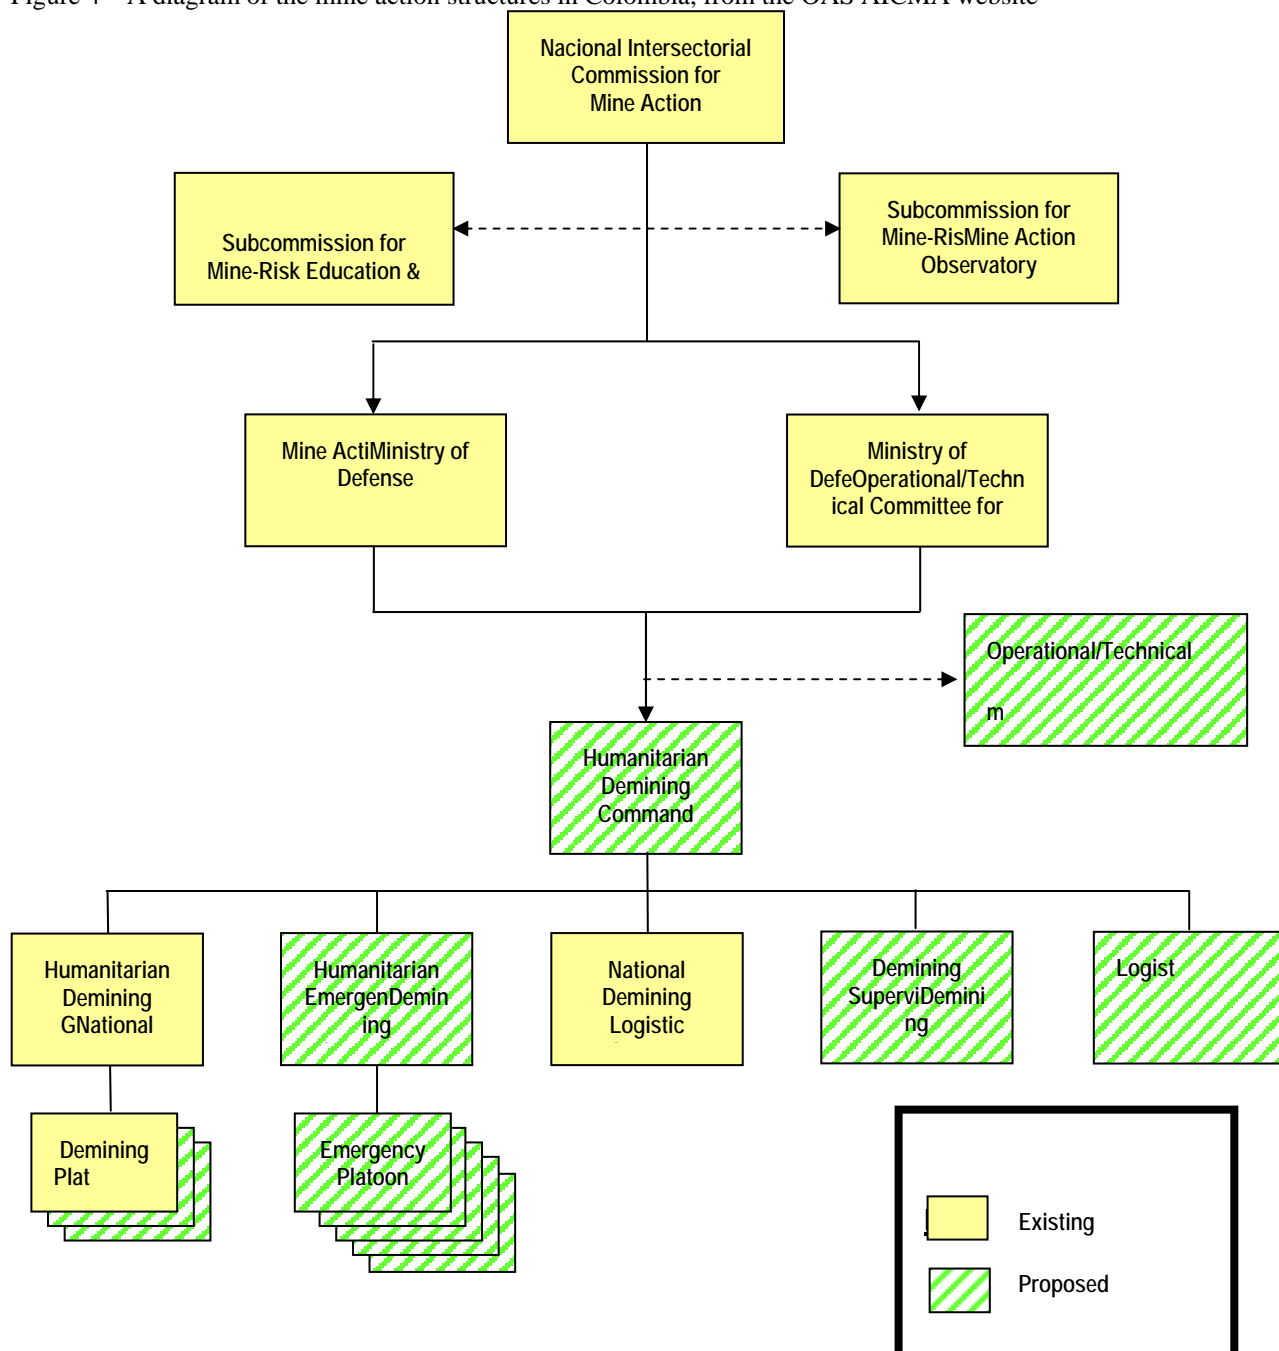 Figure 4 – A diagram of the mine action structures in Colombia, from the OAS AICMA website
Nacional Intersectorial
Commission for
Mine Action
Subcommission for
Mine-Risk Education &
Subcommission for
Mine-RisMine Action
Observatory
Mine ActiMinistry of
Defense
Ministry of
DefeOperational/Techn
ical Committee for
Operational/Technical
m
Humanitarian
Demining
Command
Humanitarian
Demining
GNational
Humanitarian
EmergenDemin
ing
National
Demining
Logistic
Demining
SuperviDemini
ng
Logist
Demining
Plat
Emergency
Platoon
Existing
Proposed